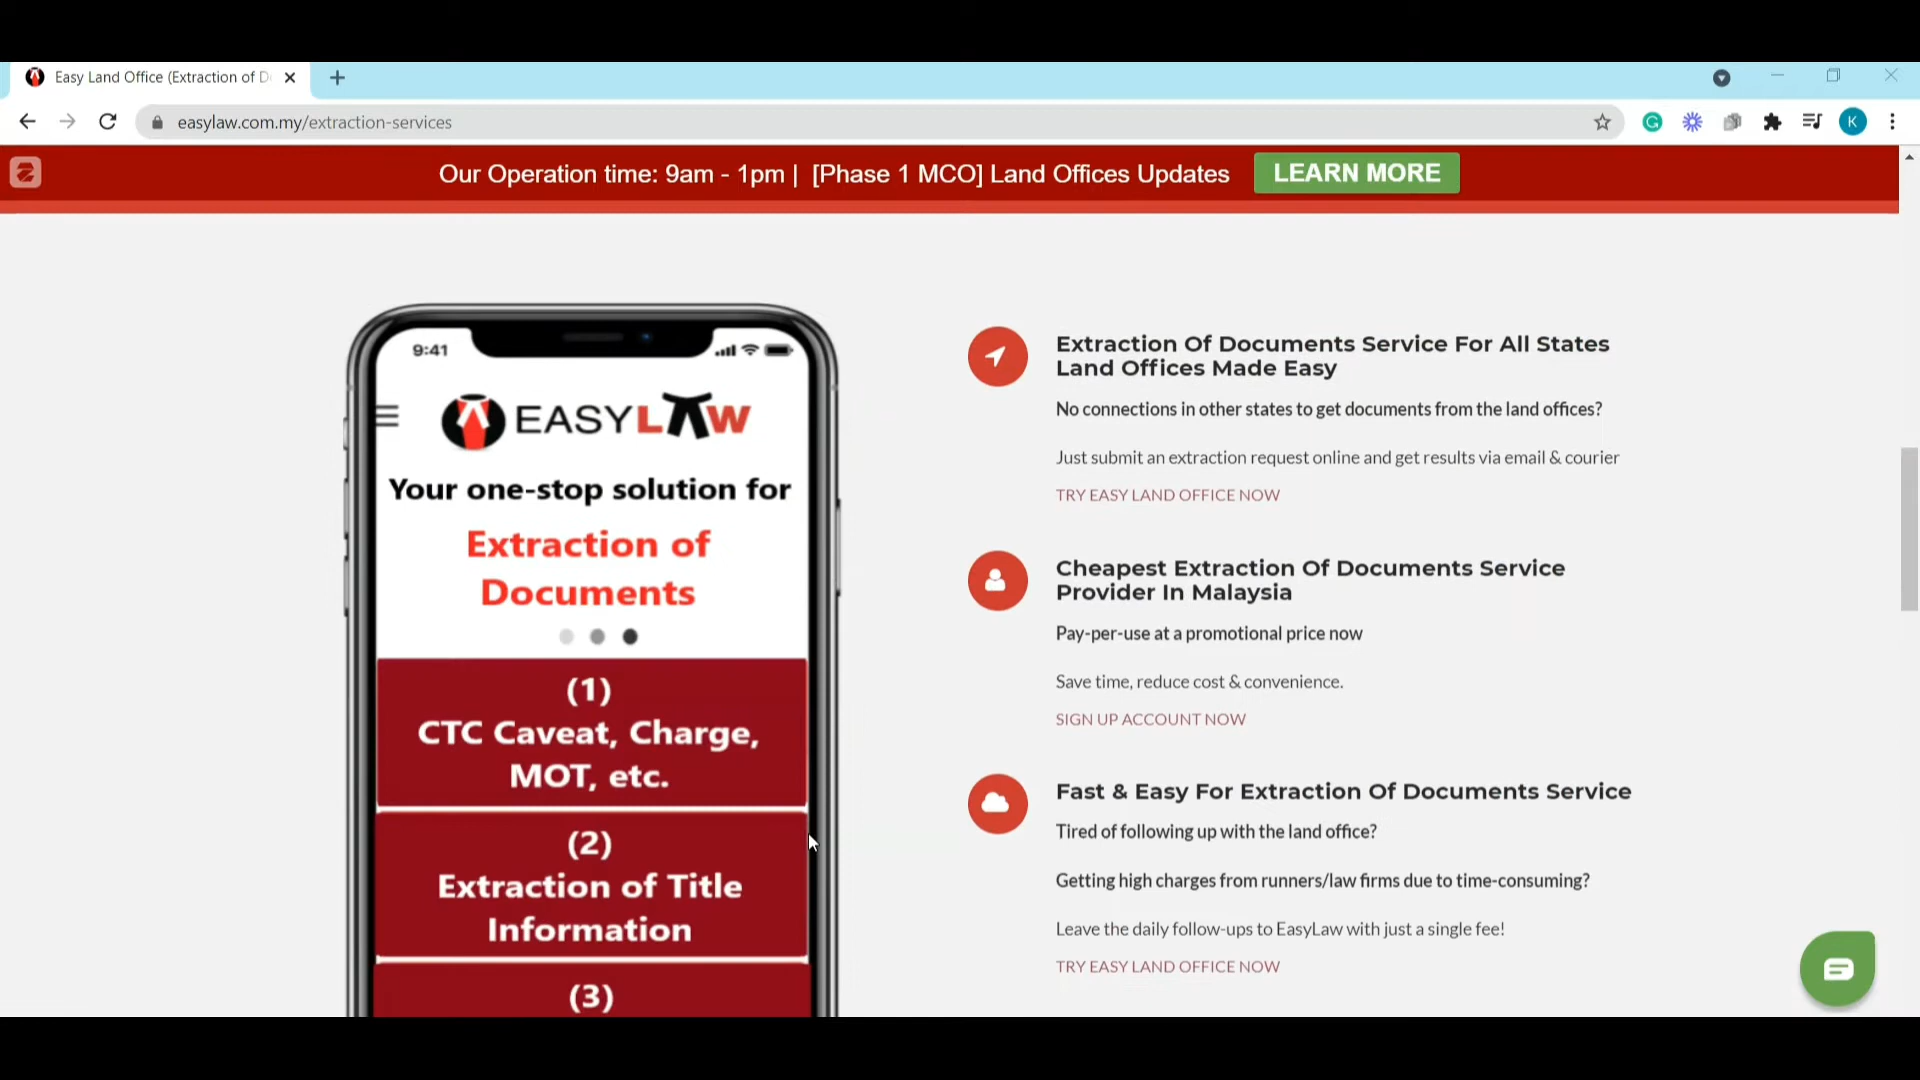 Easy Land Office (Extraction of D
easylaw.com.my/extraction-services
K
Our Operation time: 9am - 1pm | [Phase 1 MCO] Land Offices Updates
LEARN MORE
9:41
EASYLAW
Your one-stop solution for
Extraction of
Documents
(1)
CTC Caveat, Charge,
MOT, etc.
(2)
Extraction of Title
Information
(3)
Extraction Of Documents Service For All States
Land Offices Made Easy
No connections in other states to get documents from the land offices?
Just submit an extraction request online and get results via email & courier
TRY EASY LAND OFFICE NOW
Cheapest Extraction Of Documents Service
Provider In Malaysia
Pay-per-use at a promotional price now
Save time, reduce cost & convenience.
SIGN UP ACCOUNT NOW
Fast & Easy For Extraction Of Documents Service
Tired of following up with the land office?
Getting high charges from runners/law firms due to time-consuming?
Leave the daily follow-ups to EasyLaw with just a single fee!
TRY EASY LAND OFFICE NOW